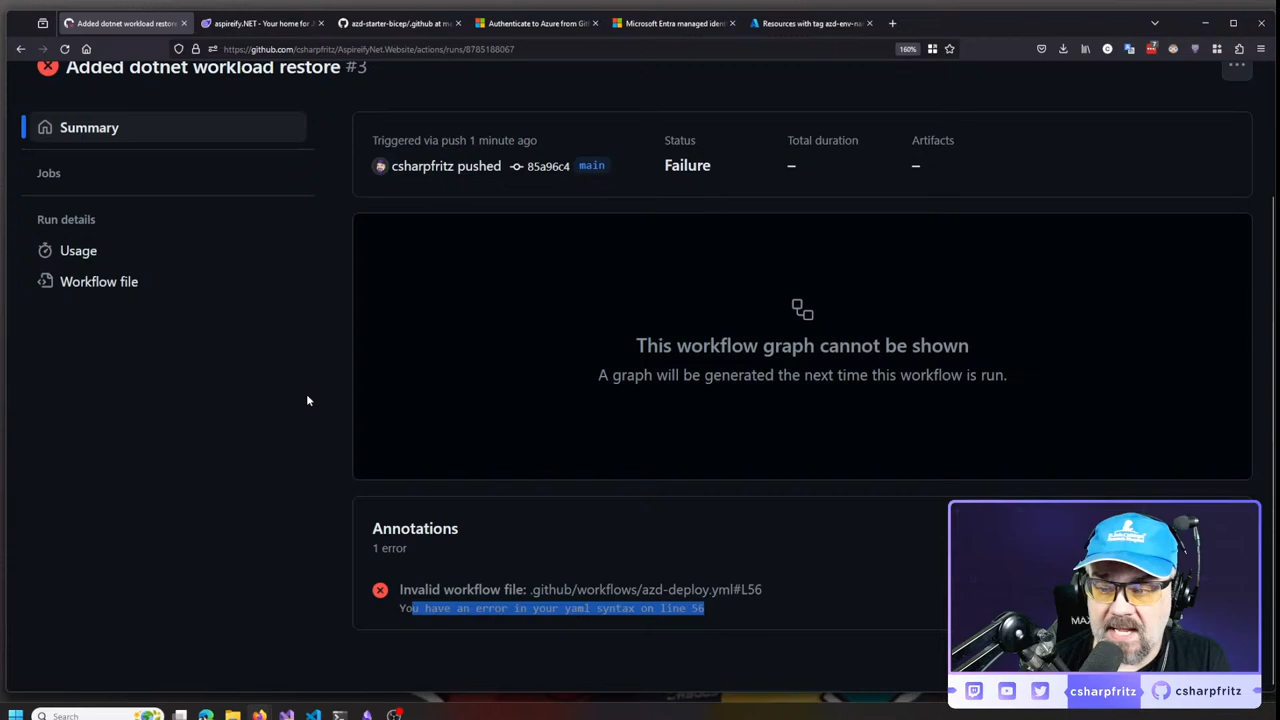 Added dotnet workload restore
aspireify.NET - Your home for
azd-starter-bicep/.github at m
Authenticate to Azure from Git
Microsoft Entra managed ident
Resources with tag azd-env-na
https://github.com/csharpfritz/AspireifyNet.Website/actions/runs/8785188067
160%
7
Added dotnet workload restore #3
Summary
Jobs
Run details
Usage
Workflow file
Triggered via push 1 minute ago
csharpfritz pushed 85a96c4 main
Status
Failure
Total duration
–
Artifacts
–
This workflow graph cannot be shown
A graph will be generated the next time this workflow is run.
Annotations
1 error
Invalid workflow file: .github/workflows/azd-deploy.yml#L56
You have an error in your yaml syntax on line 56
MA
csharpfritz
csharpfritz
Search